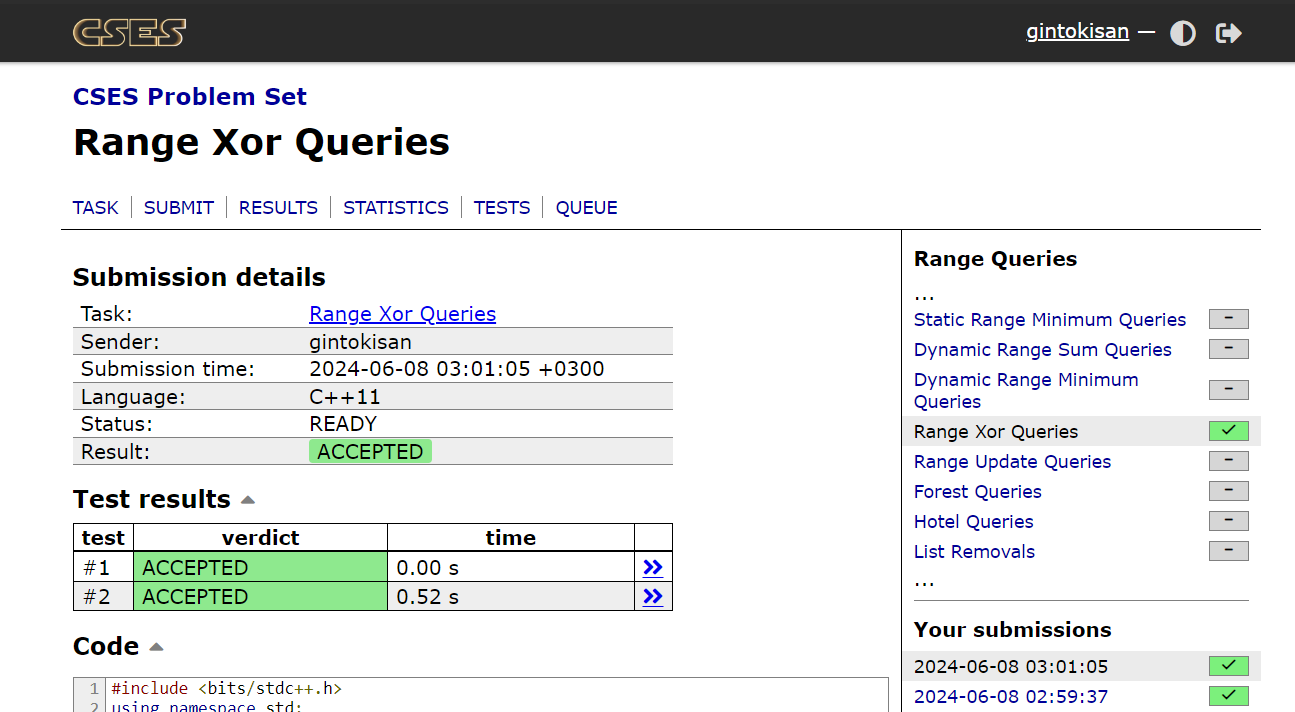 CSES
gintokisan —
CSES Problem Set
Range Xor Queries
TASK
SUBMIT
RESULTS
STATISTICS
TESTS
QUEUE
Submission details
Task: Range Xor Queries
Sender: gintokisan
Submission time: 2024-06-08 03:01:05 +0300
Language: C++11
Status: READY
Result: ACCEPTED
Test results
test verdict time
#1 ACCEPTED 0.00 s »
#2 ACCEPTED 0.52 s »
Code
1 #include <bits/stdc++.h>
2 using namespace std;
Range Queries
...
Static Range Minimum Queries –
Dynamic Range Sum Queries –
Dynamic Range Minimum
Queries –
Range Xor Queries ✓
Range Update Queries –
Forest Queries –
Hotel Queries –
List Removals –
...
Your submissions
2024-06-08 03:01:05 ✓
2024-06-08 02:59:37 ✓